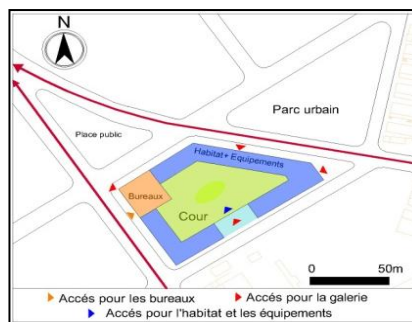 N
Parc urbain
Place public
Habitat+ Equipements
Bureaux
Cour
0 50m
Accés pour les bureaux
Accés pour la galerie
Accés pour l'habitat et les équipements